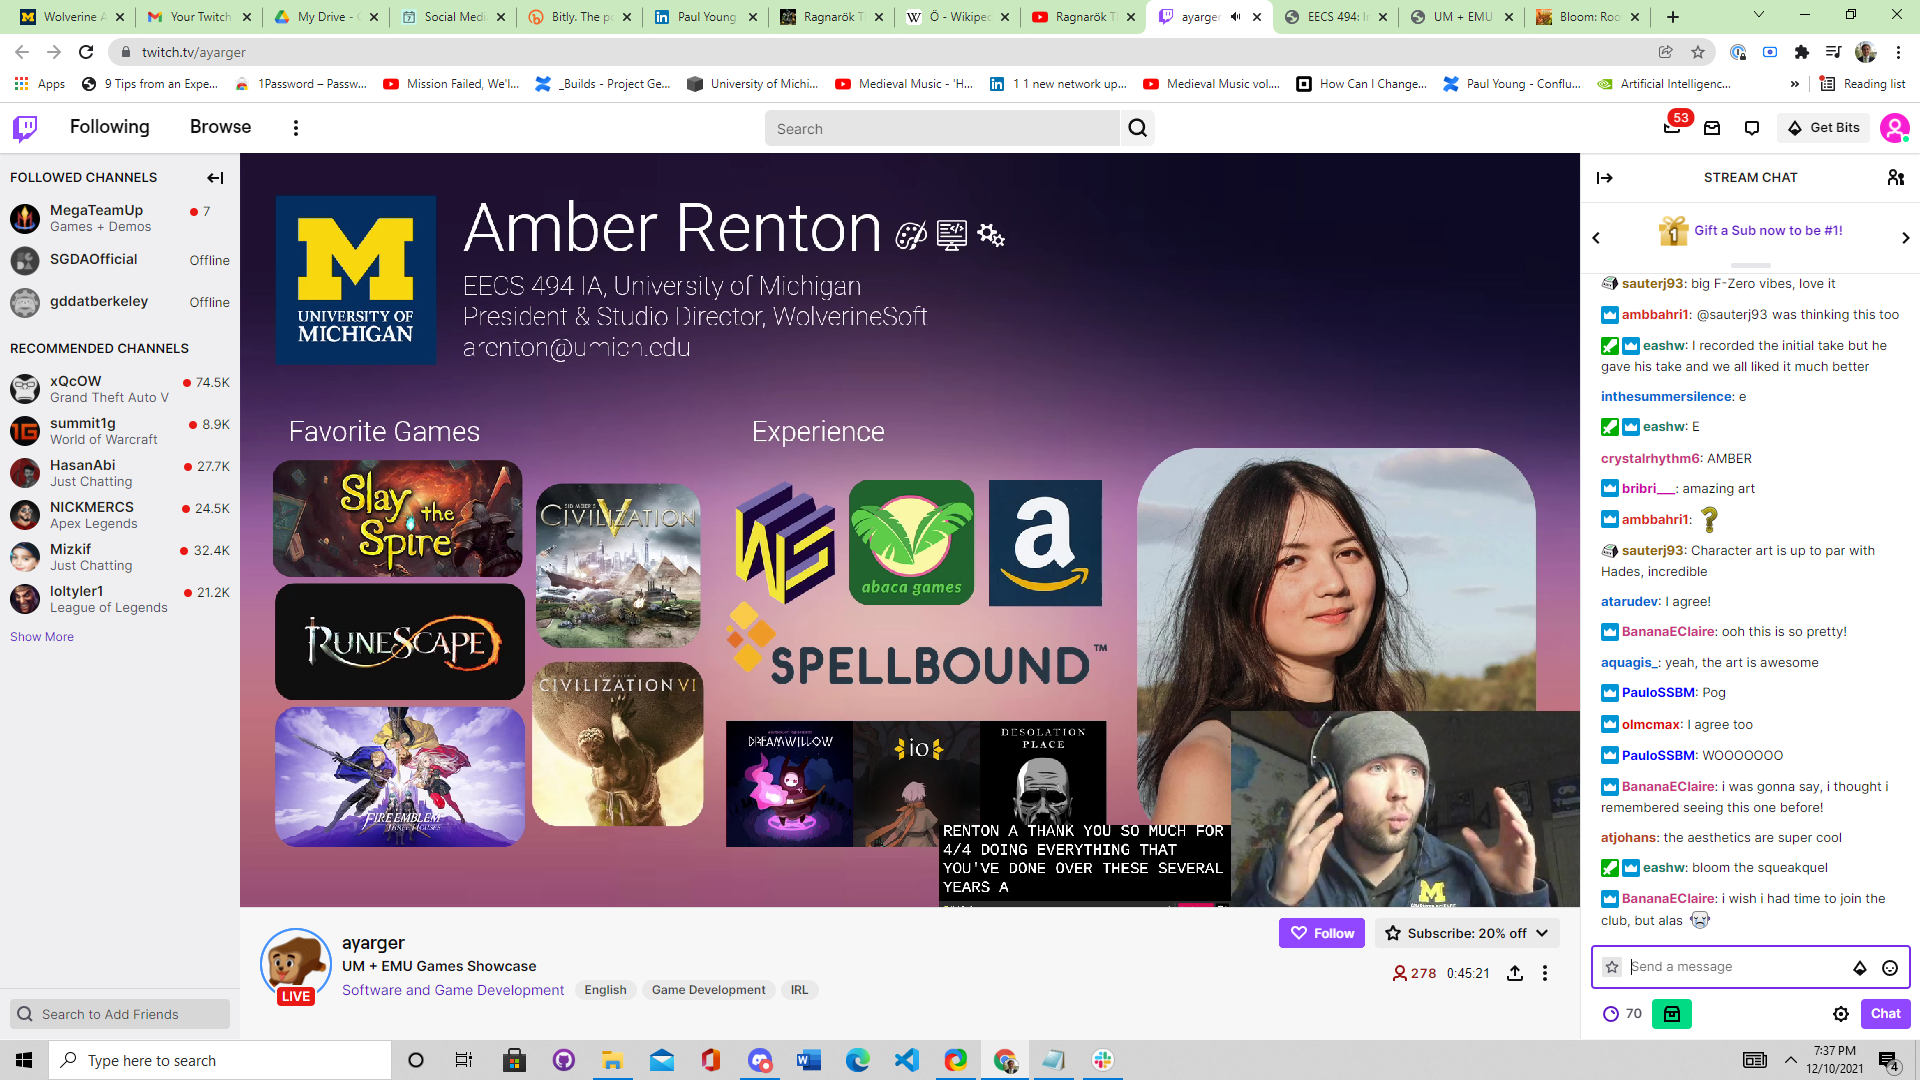 Wolverine A
Your Twitch
My Drive - G
Social Medi
Bitly. The po
Paul Young
Ragnarök T
Ō - Wikiped
Ragnarök T
ayarger
EECS 494: In
UM + EMU
Bloom: Roo
twitch.tv/ayarger
Apps
9 Tips from an Expe...
1Password – Passw...
Mission Failed, We'l...
_Builds - Project Ge...
University of Michi...
Medieval Music - 'H...
1 1 new network up...
Medieval Music vol....
How Can I Change...
Paul Young - Conflu...
Artificial Intelligenc...
»
Reading list
Following
Browse
Search
53
Get Bits
FOLLOWED CHANNELS
MegaTeamUp
7
Games + Demos
SGDAOfficial
Offline
gddatberkeley
Offline
RECOMMENDED CHANNELS
xQcOW
74.5K
Grand Theft Auto V
summit1g
8.9K
World of Warcraft
HasanAbi
27.7K
Just Chatting
NICKMERCS
24.5K
Apex Legends
Mizkif
32.4K
Just Chatting
loltyler1
21.2K
League of Legends
Show More
Search to Add Friends
M
UNIVERSITY OF
MICHIGAN
Amber Renton
EECS 494 IA, University of Michigan
President & Studio Director, WolverineSoft
arenton@umich.edu
Favorite Games
Experience
Slay the Spire
SID MEIER'S
CIVILIZATION V
RUNESCAPE
CIVILIZATION VI
FIRE EMBLEM
THREE HOUSES
WS
abaca games
a
SPELLBOUND™
DREAMWILLOW
io
DESOLATION
PLACE
RENTON A THANK YOU SO MUCH FOR
4/4 DOING EVERYTHING THAT
YOU'VE DONE OVER THESE SEVERAL
YEARS A
M
ayarger
UM + EMU Games Showcase
Software and Game Development
English
Game Development
IRL
LIVE
Follow
Subscribe: 20% off
278
0:45:21
STREAM CHAT
1
Gift a Sub now to be #1!
sauterj93: big F-Zero vibes, love it
ambbahri1: @sauterj93 was thinking this too
eashw: I recorded the initial take but he
gave his take and we all liked it much better
inthesummersilence: e
eashw: E
crystalrhythm6: AMBER
bribri___: amazing art
ambbahri1: ?
sauterj93: Character art is up to par with
Hades, incredible
atarudev: I agree!
BananaEClaire: ooh this is so pretty!
aquagis_: yeah, the art is awesome
PauloSSBM: Pog
olmcmax: I agree too
PauloSSBM: WOOOOOOO
BananaEClaire: i was gonna say, i thought i
remembered seeing this one before!
atjohans: the aesthetics are super cool
eashw: bloom the squeakquel
BananaEClaire: i wish i had time to join the
club, but alas
Send a message
70
Chat
Type here to search
7:37 PM
12/10/2021
4